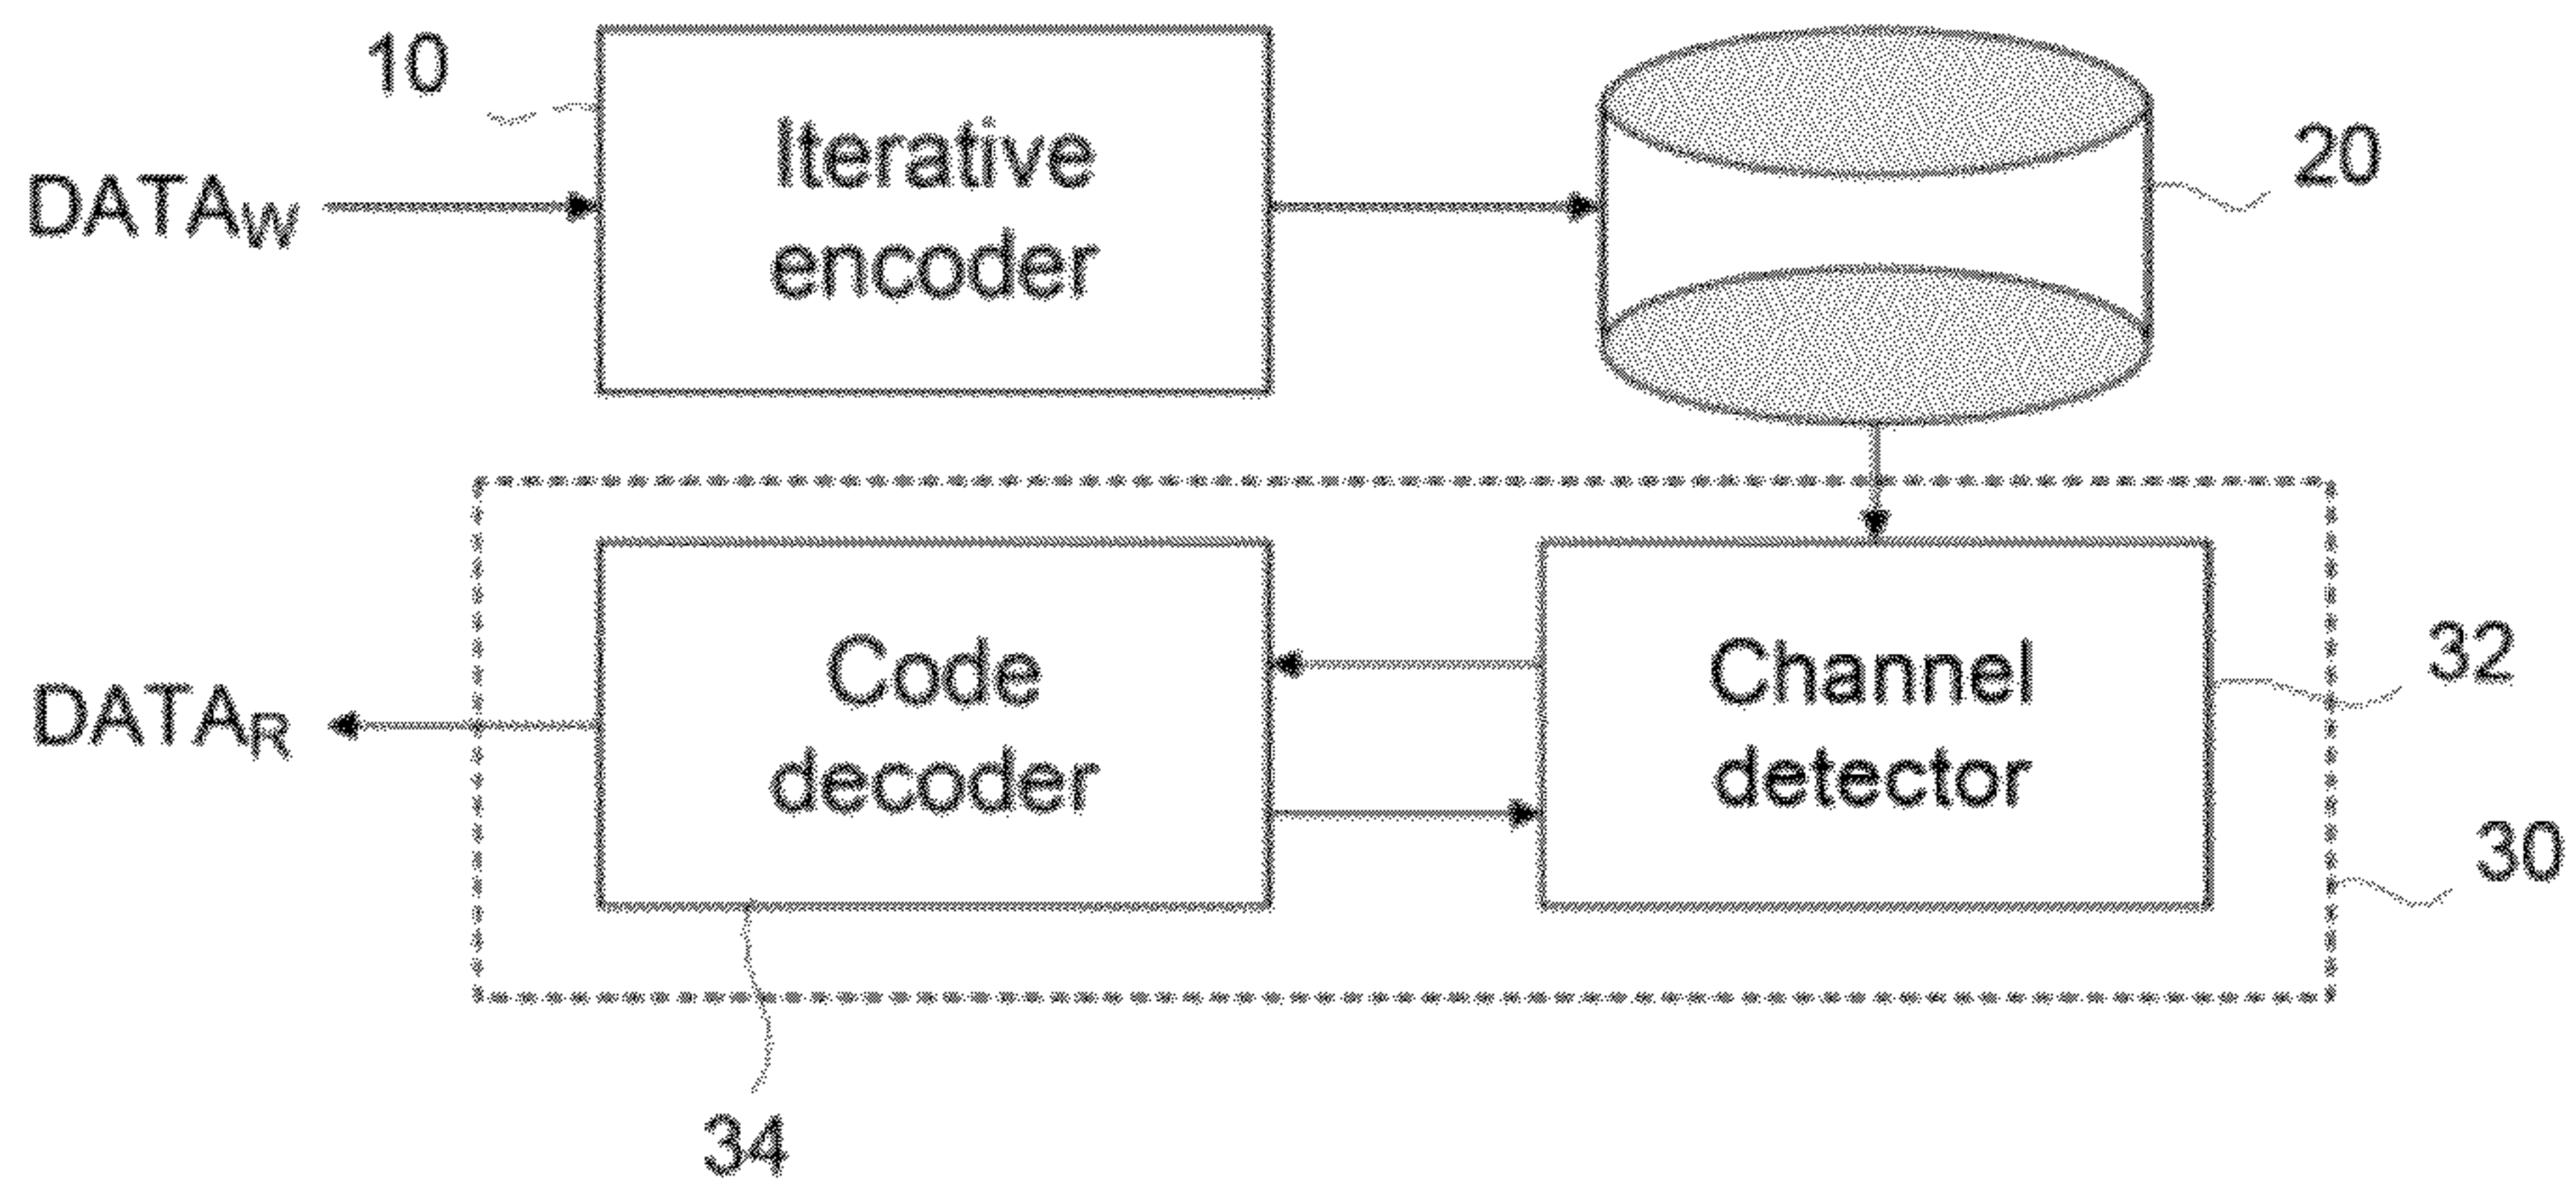 10
Iterative
encoder
20
DATAW
Code
decoder
Channel
detector
32
DATAR
30
34